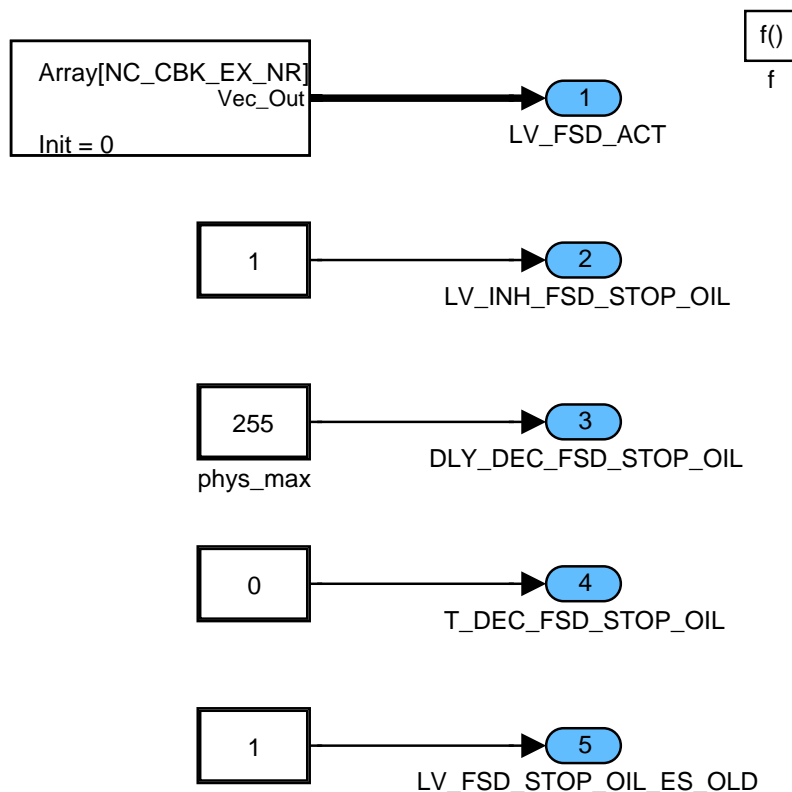 f()
f
Array[NC_CBK_EX_NR]
Vec_Out
Init = 0
1
LV_FSD_ACT
1
2
LV_INH_FSD_STOP_OIL
255
3
phys_max
DLY_DEC_FSD_STOP_OIL
0
4
T_DEC_FSD_STOP_OIL
1
5
LV_FSD_STOP_OIL_ES_OLD